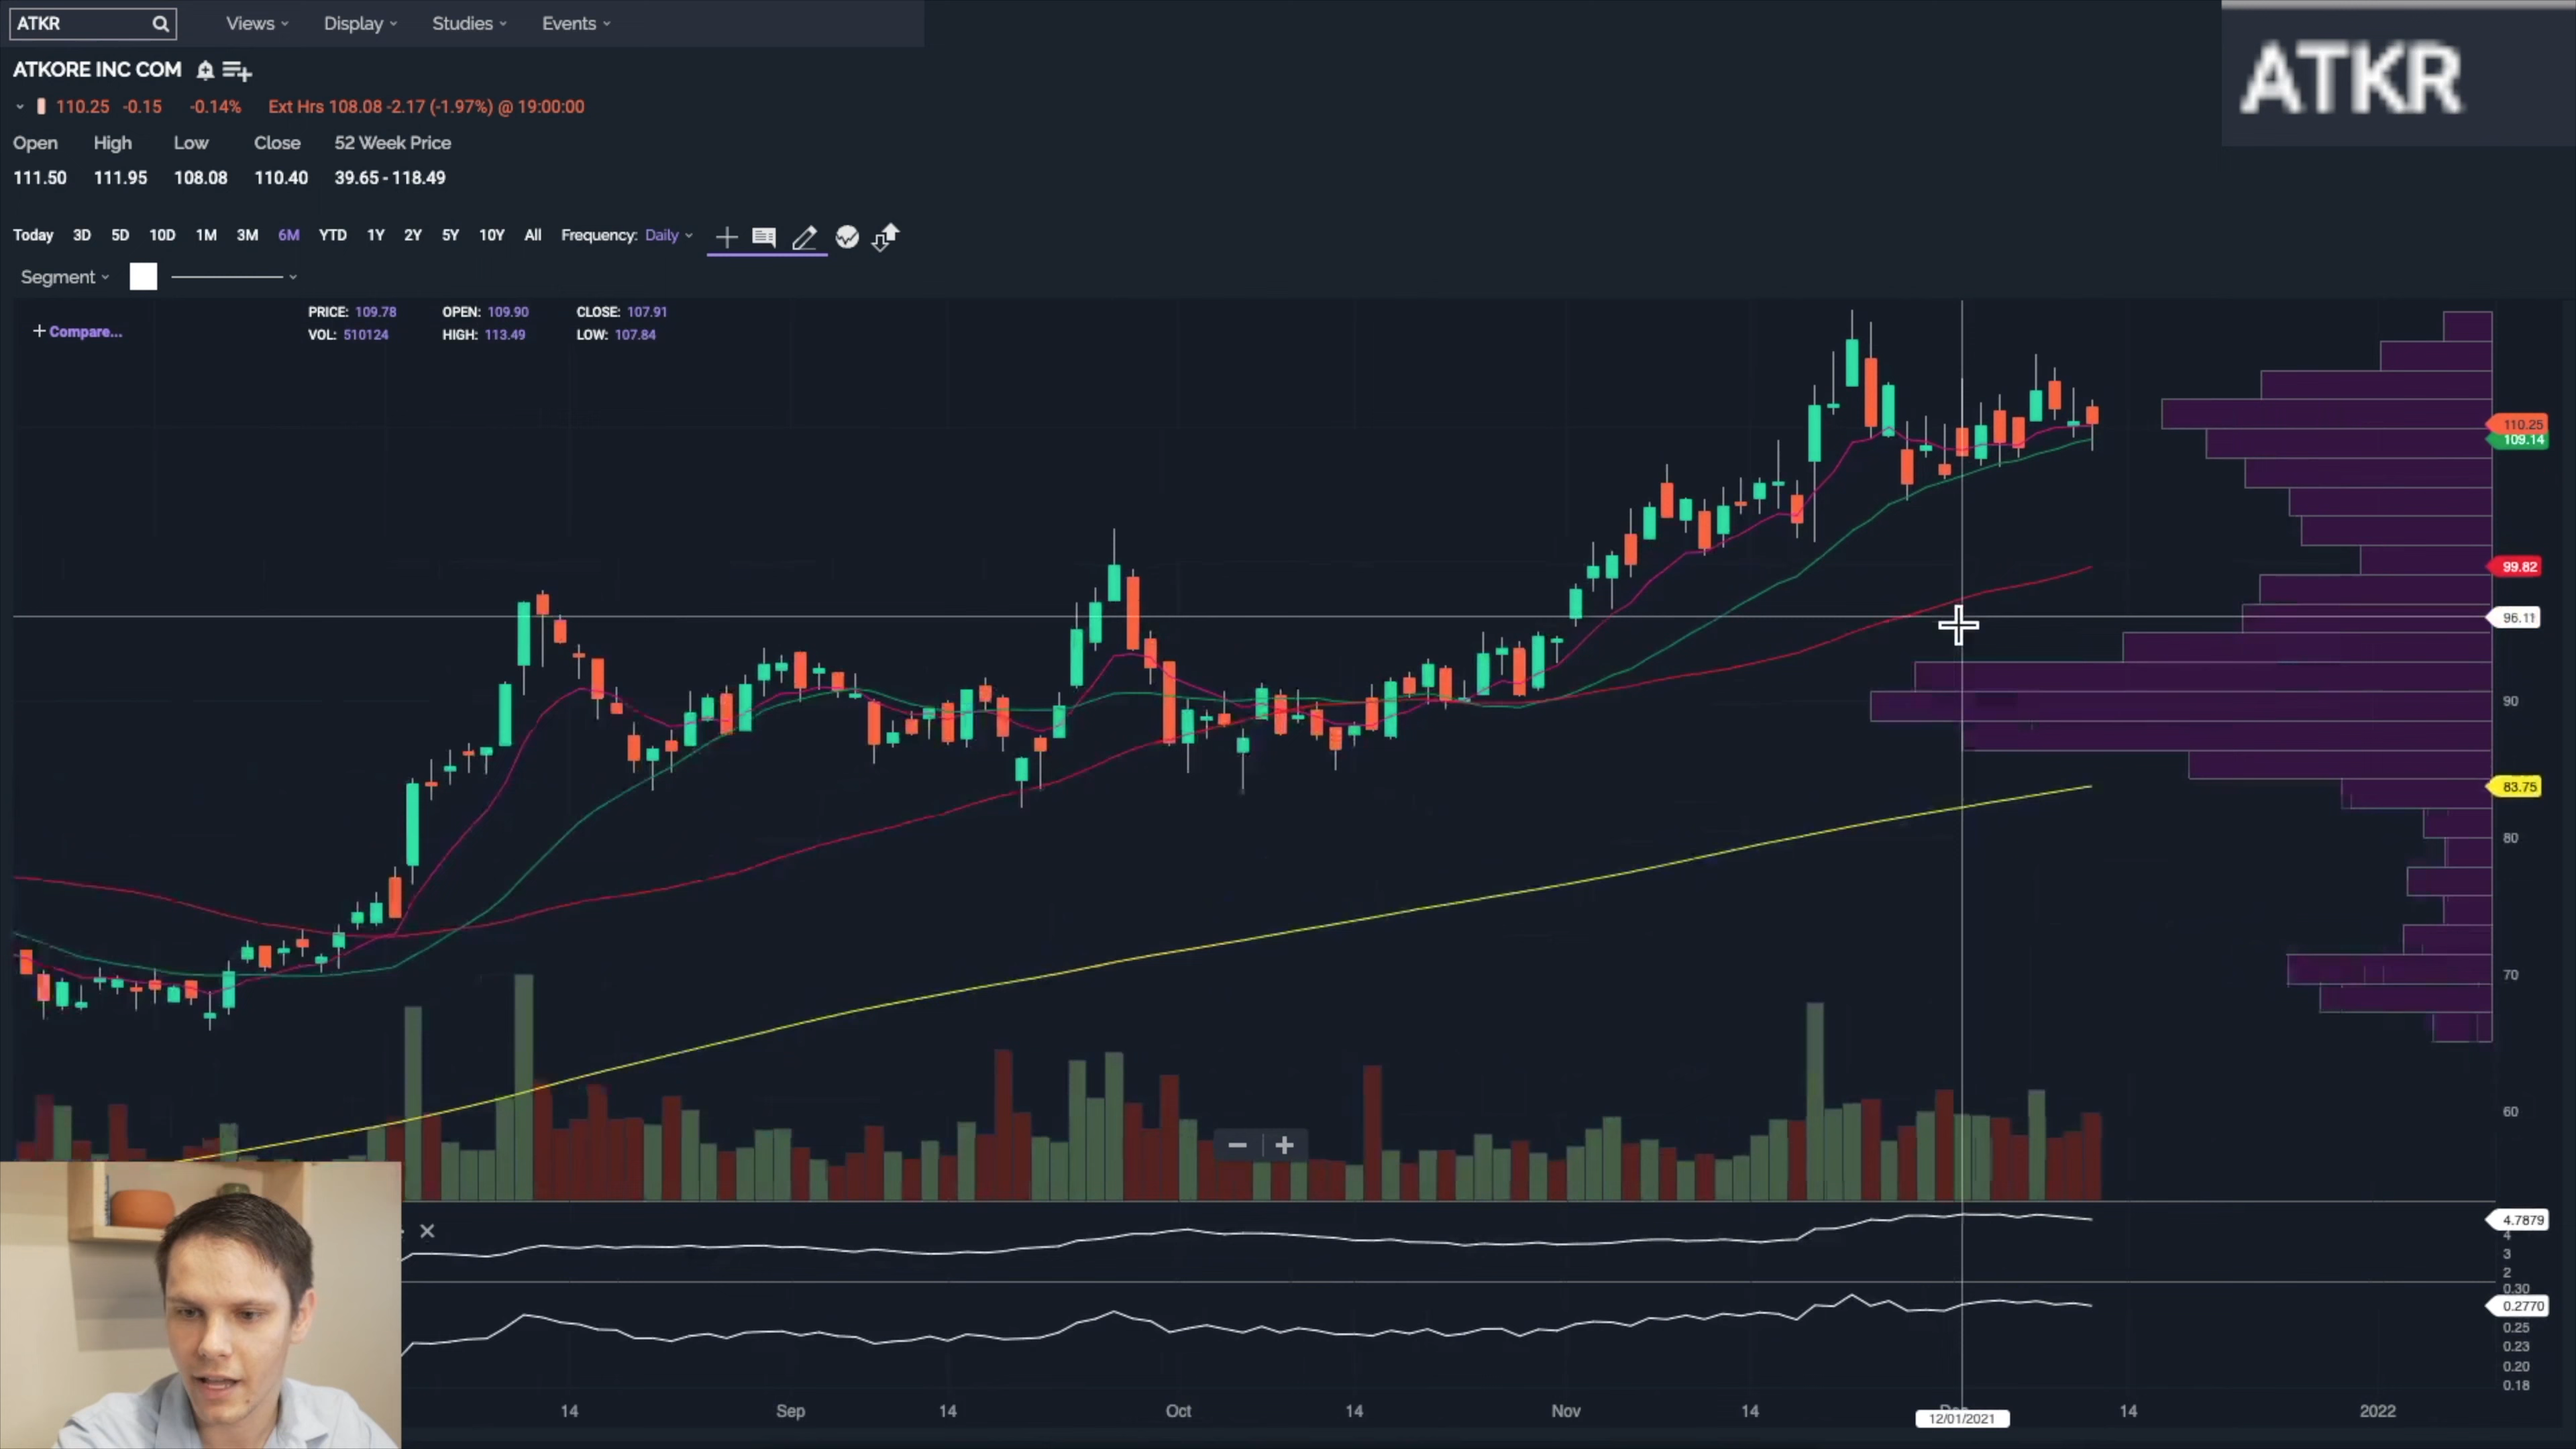 ATKR
Views Display Studies Events
ATKR
ATKORE INC COM
110.25 -0.15 -0.14% Ext Hrs 108.08 -2.17 (-1.97%) @ 19:00:00
Open High Low Close 52 Week Price
111.50 111.95 108.08 110.40 39.65 - 118.49
Today 3D 5D 10D 1M 3M 6M YTD 1Y 2Y 5Y 10Y All Frequency: Daily
Segment
+ Compare...
PRICE: 109.78 OPEN: 109.90 CLOSE: 107.91
VOL: 510124 HIGH: 113.49 LOW: 107.84
110.25
109.14
99.82
96.11
90
83.75
80
70
60
4.7879
4
3
2
0.30
0.2770
0.25
0.23
0.20
0.18
14 Sep 14 Oct 14 Nov 14 14 2022
12/01/2021